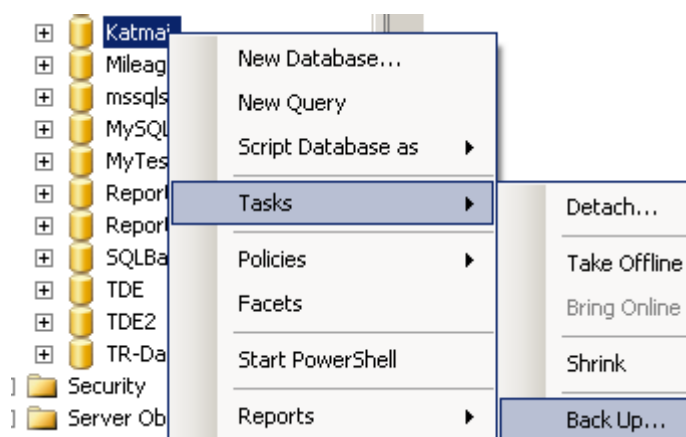 Katmai
Mileag
mssqls
MySQL
MyTes
Report
Report
SQLBa
TDE
TDE2
TR-Da
Security
Server Ob
New Database...
New Query
Script Database as
Tasks
Policies
Facets
Start PowerShell
Reports
Detach...
Take Offline
Bring Online
Shrink
Back Up...